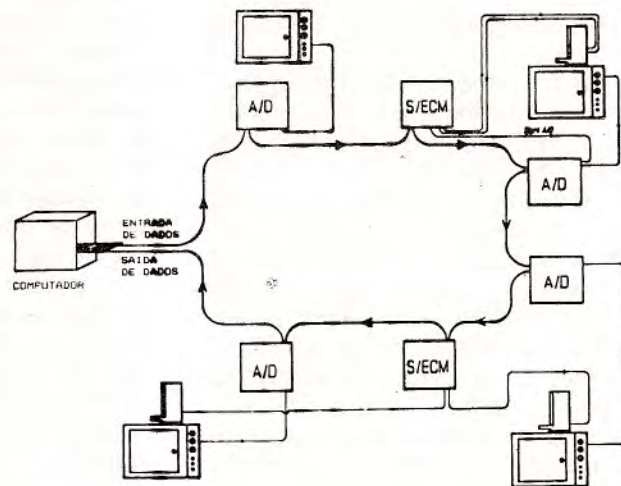 A/D
S/ECM
A/D
ENTRADA
DE DADOS
SAIDA
DE DADOS
COMPUTADOR
A/D
A/D
S/ECM